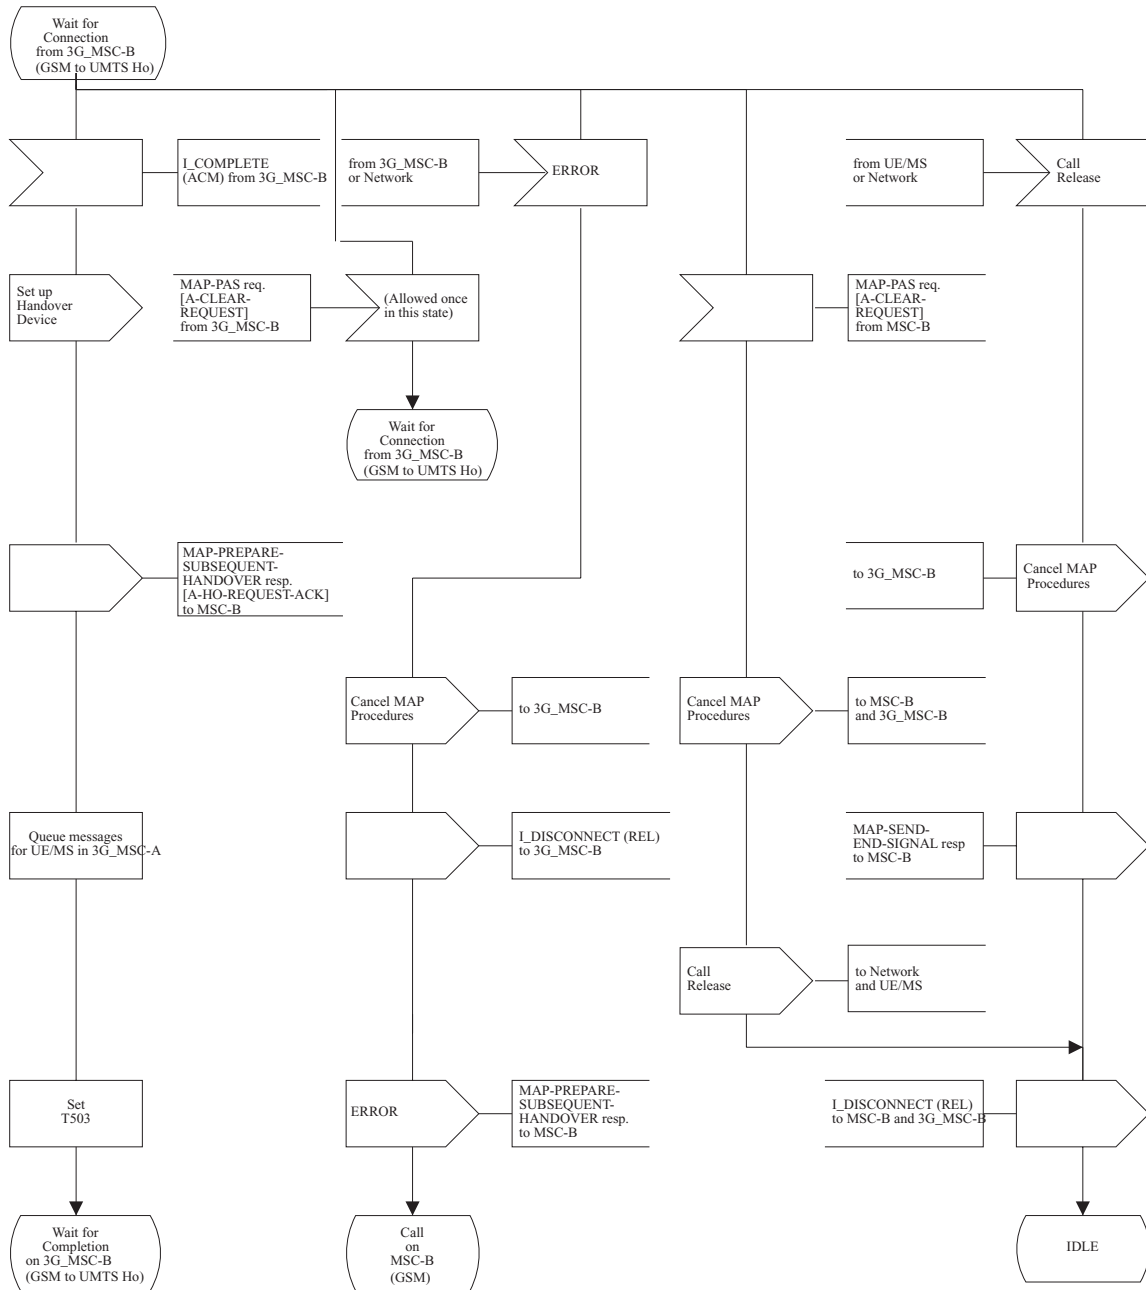 Wait for
Connection
from 3G_MSC-B
(GSM to UMTS Ho)
I_COMPLETE
(ACM) from 3G_MSC-B
from 3G_MSC-B
or Network
ERROR
from UE/MS
or Network
Call
Release
Set up
Handover
Device
MAP-PAS req.
[A-CLEAR-
REQUEST]
from 3G_MSC-B
(Allowed once
in this state)
MAP-PAS req.
[A-CLEAR-
REQUEST]
from MSC-B
Wait for
Connection
from 3G_MSC-B
(GSM to UMTS Ho)
MAP-PREPARE-
SUBSEQUENT-
HANDOVER resp.
[A-HO-REQUEST-ACK]
to MSC-B
to 3G_MSC-B
Cancel MAP
Procedures
Cancel MAP
Procedures
to 3G_MSC-B
Cancel MAP
Procedures
to MSC-B
and 3G_MSC-B
Queue messages
for UE/MS in 3G_MSC-A
I_DISCONNECT (REL)
to 3G_MSC-B
MAP-SEND-
END-SIGNAL resp
to MSC-B
Call
Release
to Network
and UE/MS
Set
T503
ERROR
MAP-PREPARE-
SUBSEQUENT-
HANDOVER resp.
to MSC-B
I_DISCONNECT (REL)
to MSC-B and 3G_MSC-B
Wait for
Completion
on 3G_MSC-B
(GSM to UMTS Ho)
Call
on
MSC-B
(GSM)
IDLE